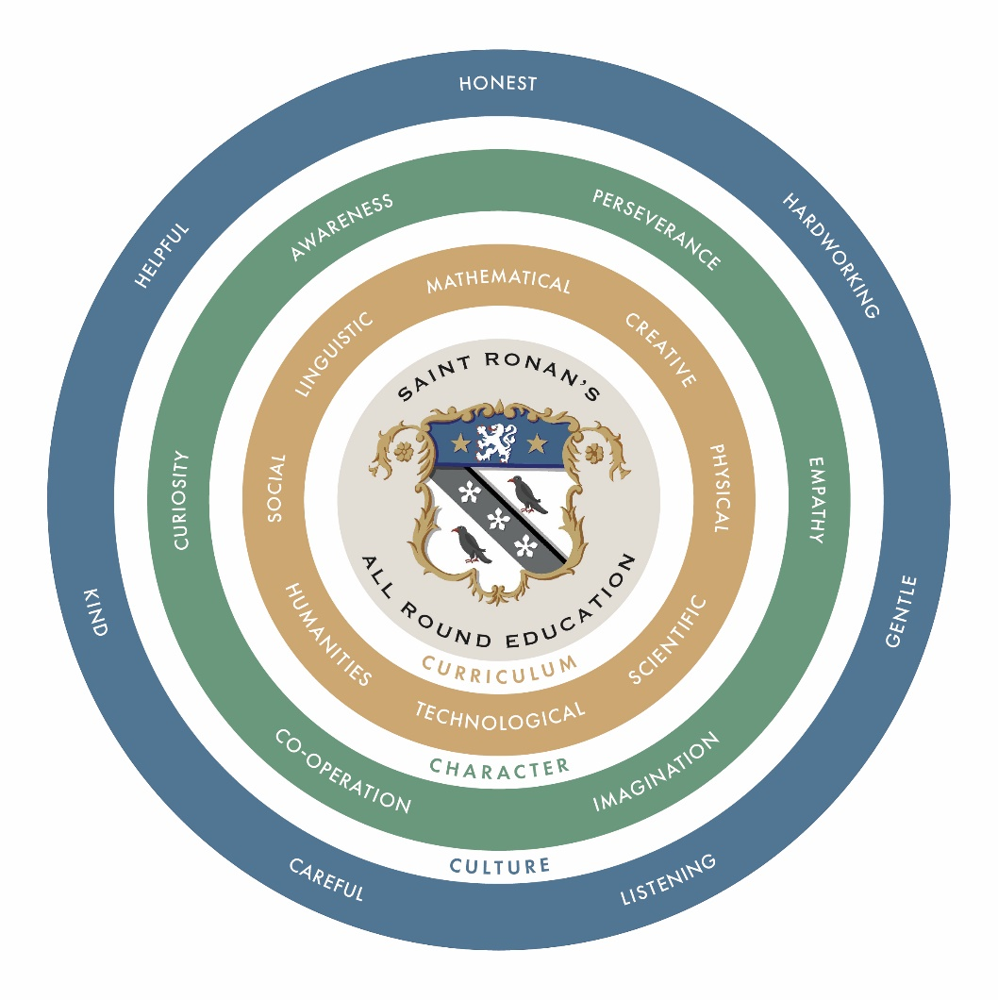 HONEST
HARDWORKING
GENTLE
LISTENING
CAREFUL
KIND
HELPFUL
CULTURE
AWARENESS
PERSEVERANCE
EMPATHY
IMAGINATION
CO-OPERATION
CURIOSITY
CHARACTER
MATHEMATICAL
CREATIVE
PHYSICAL
SCIENTIFIC
TECHNOLOGICAL
HUMANITIES
SOCIAL
LINGUISTIC
CURRICULUM
SAINT RONAN'S
ALL ROUND EDUCATION